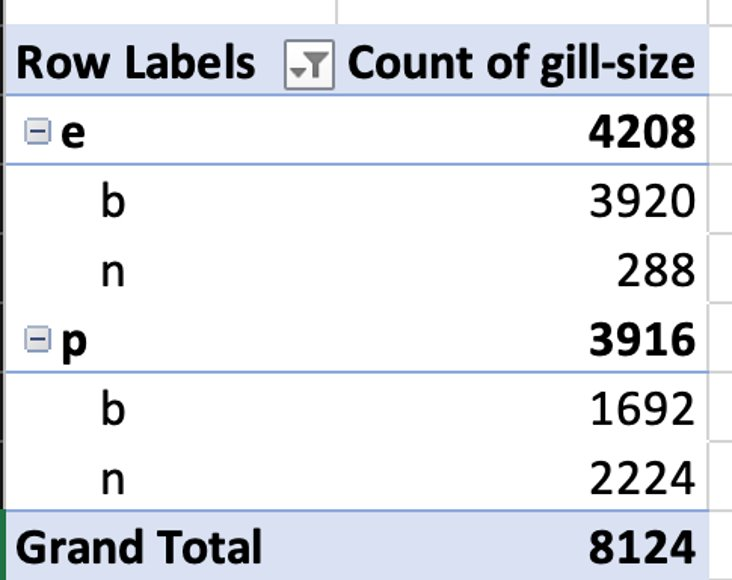 Row Labels Count of gill-size
e 4208
b 3920
n 288
p 3916
b 1692
n 2224
Grand Total 8124